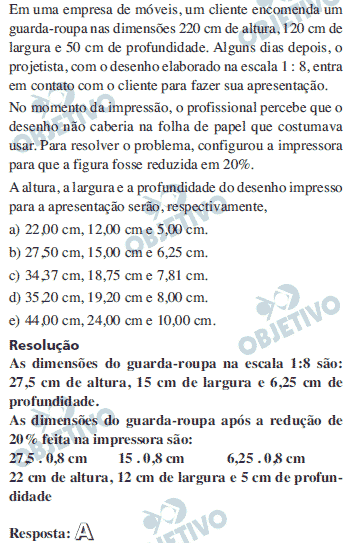 Em uma empresa de móveis, um cliente encomenda um
guarda-roupa nas dimensões 220 cm de altura, 120 cm de
largura e 50 cm de profundidade. Alguns dias depois, o
projetista, com o desenho elaborado na escala 1 : 8, entra
em contato com o cliente para fazer sua apresentação.
No momento da impressão, o profissional percebe que o
desenho não caberia na folha de papel que costumava
usar. Para resolver o problema, configurou a impressora
para que a figura fosse reduzida em 20%.
A altura, a largura e a profundidade do desenho impresso
para a apresentação serão, respectivamente,
a) 22,00 cm, 12,00 cm e 5,00 cm.
b) 27,50 cm, 15,00 cm e 6,25 cm.
c) 34,37 cm, 18,75 cm e 7,81 cm.
d) 35,20 cm, 19,20 cm e 8,00 cm.
e) 44,00 cm, 24,00 cm e 10,00 cm.
OBJETIVO
OBJETIVO
OBJETIVO
Resolução
As dimensões do guarda-roupa na escala 1:8 são:
27,5 cm de altura, 15 cm de largura e 6,25 cm de
profundidade.
As dimensões do guarda-roupa após a redução de
20% feita na impressora são:
27,5 . 0,8 cm 15 . 0,8 cm 6,25 . 0,8 cm
22 cm de altura, 12 cm de largura e 5 cm de profun-
didade
OBJETIVO
OBJETIVO
Resposta: A